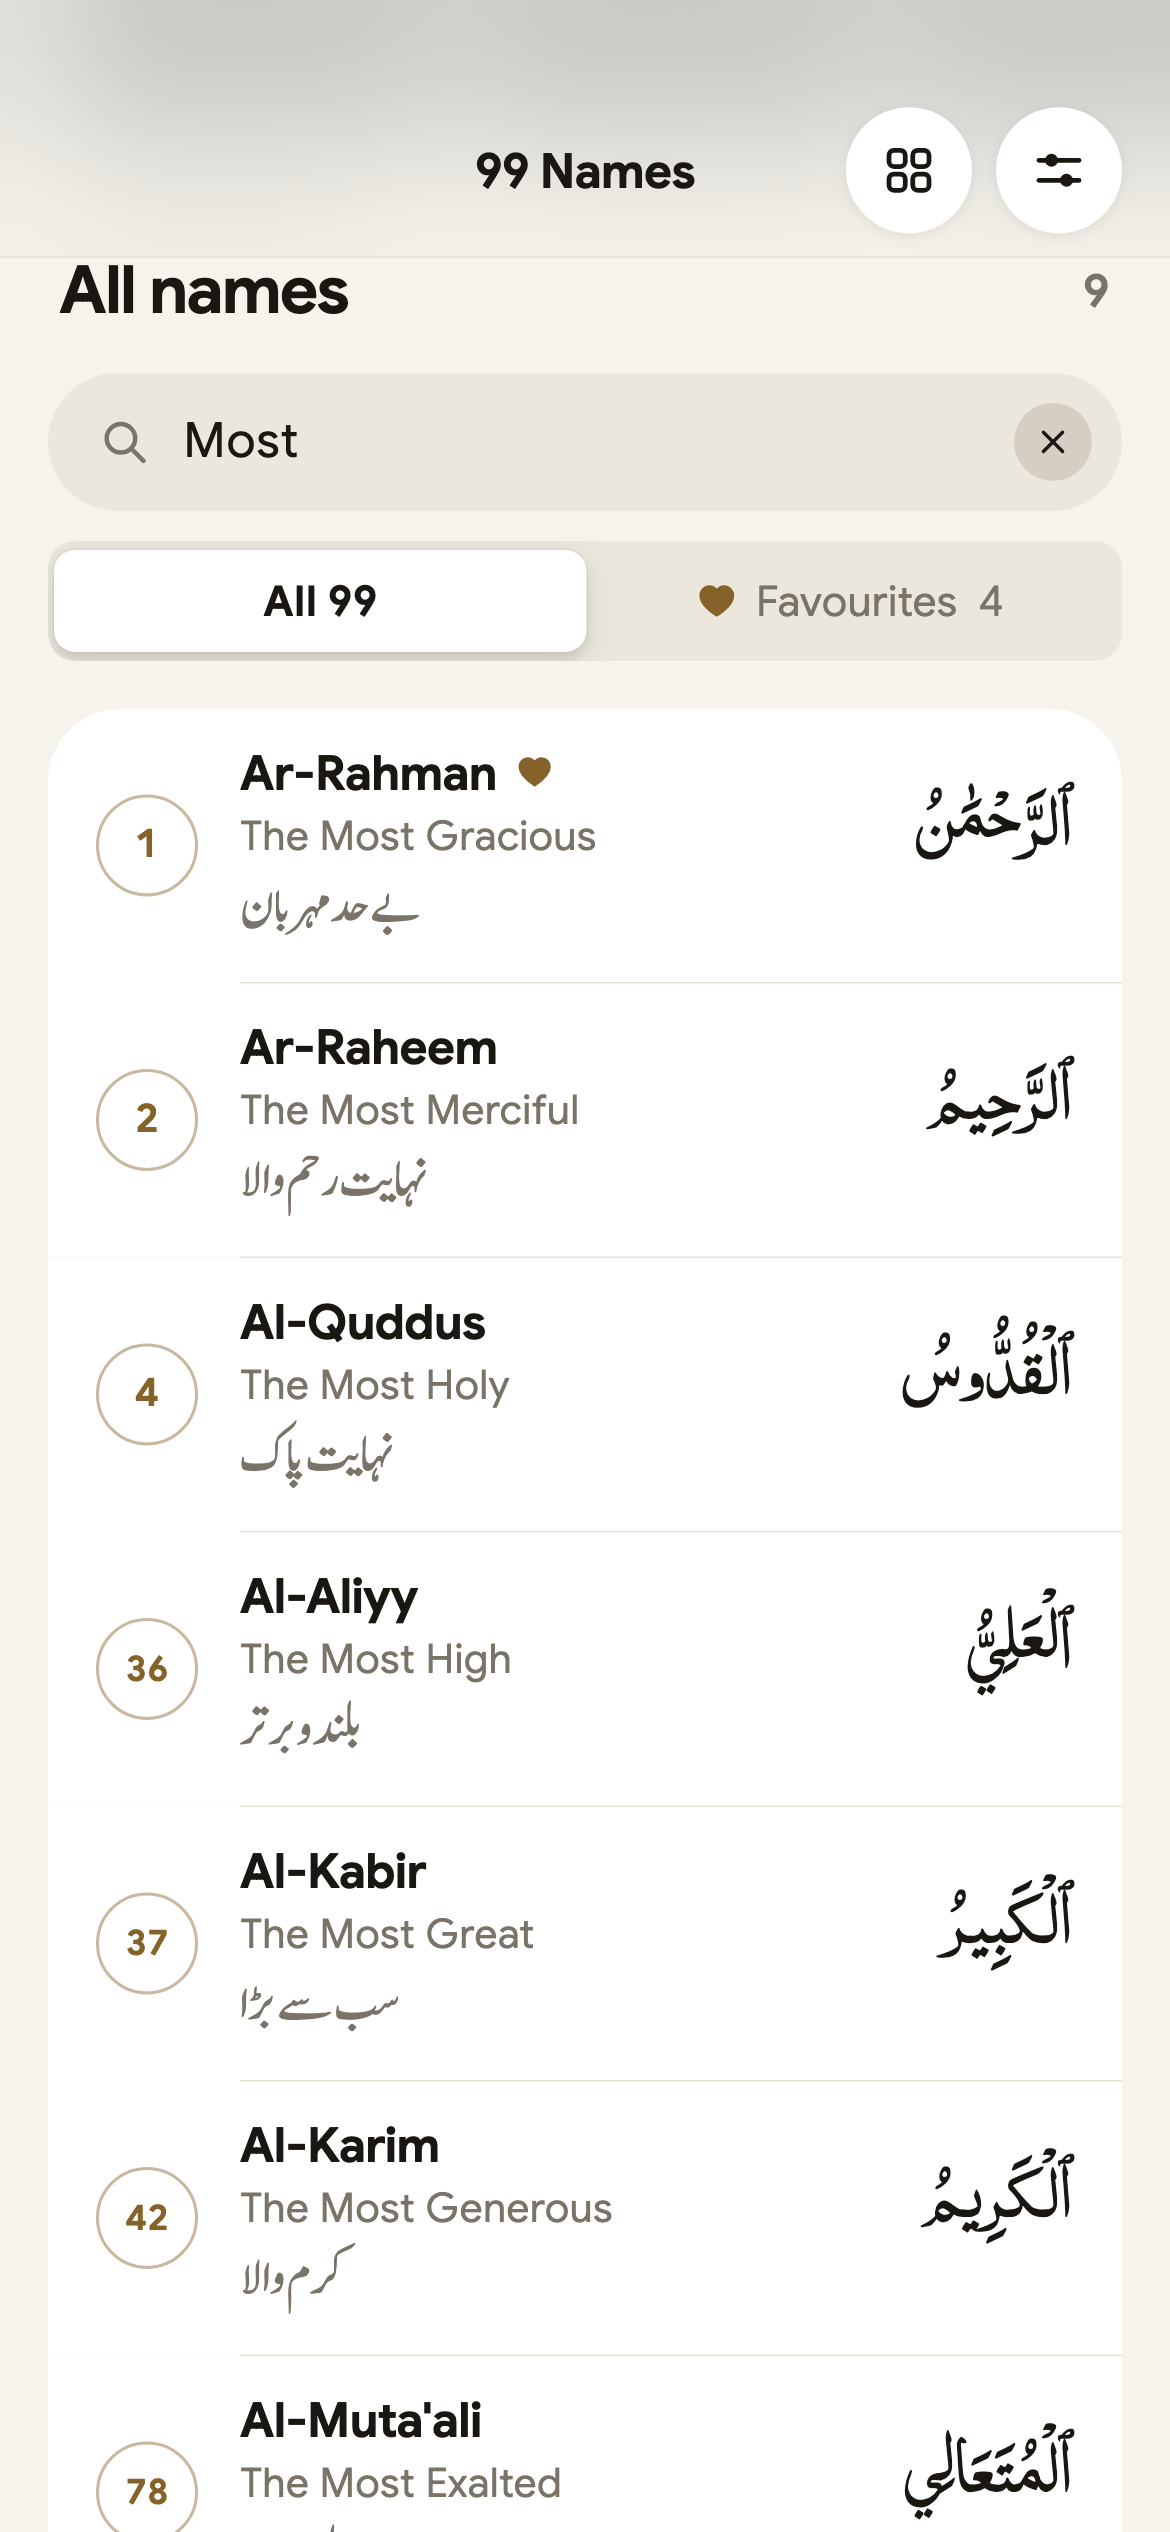 99 Names
All names 9
Most
All 99 Favourites 4
Ar-Rahman
1
The Most Gracious
بے حد مہربان
ٱلرَّحْمَٰنُ
Ar-Raheem
2
The Most Merciful
نہایت رحم والا
ٱلرَّحِيمُ
Al-Quddus
4
The Most Holy
نہایت پاک
ٱلْقُدُّوسُ
Al-Aliyy
36
The Most High
بلند و برتر
ٱلْعَلِيُّ
Al-Kabir
37
The Most Great
سب سے بڑا
ٱلْكَبِيرُ
Al-Karim
42
The Most Generous
کرم والا
ٱلْكَرِيمُ
Al-Muta'ali
78
The Most Exalted
ٱلْمُتَعَالِي